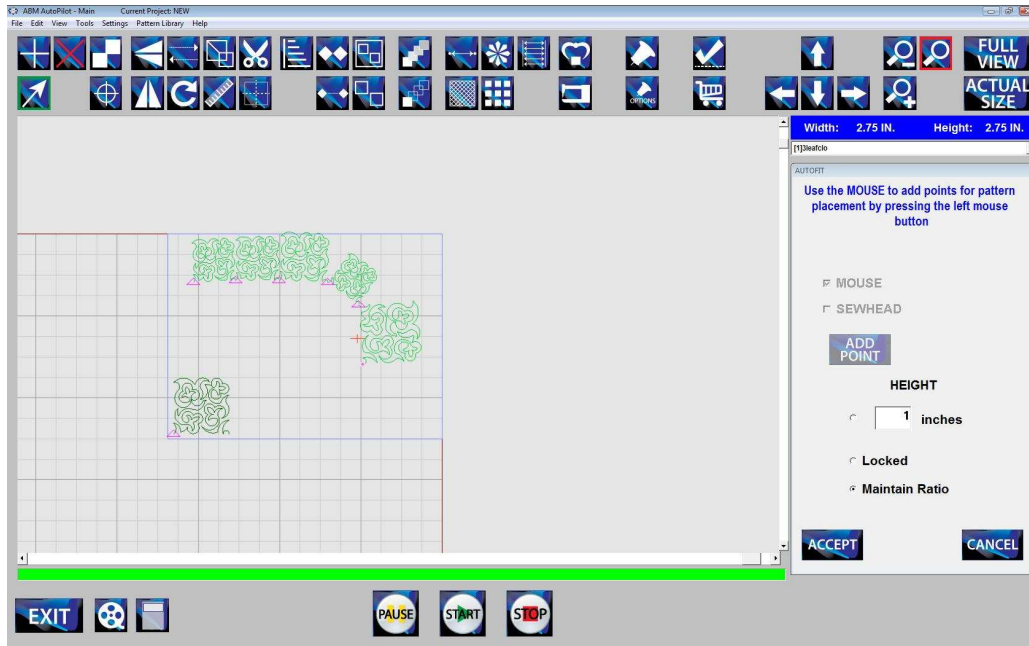 ABM AutoPilot - Main Current Project: NEW
File Edit View Tools Settings Pattern Library Help
FULL VIEW
OPTIONS
ACTUAL SIZE
Width: 2.75 IN. Height: 2.75 IN.
[1]3leafclo
AUTOFIT
Use the MOUSE to add points for pattern
placement by pressing the left mouse
button
MOUSE
SEWHEAD
ADD
POINT
HEIGHT
1 inches
Locked
Maintain Ratio
ACCEPT CANCEL
EXIT PAUSE START STOP